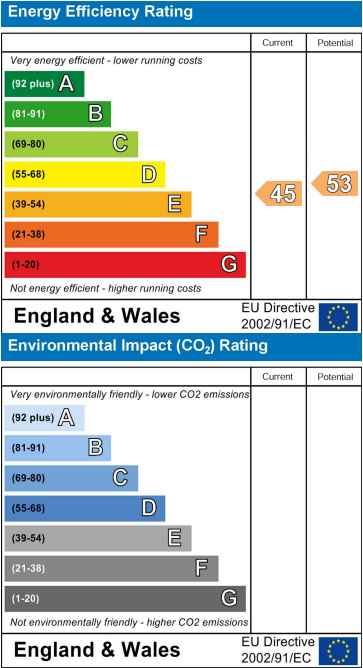 Energy Efficiency Rating
Current Potential
Very energy efficient - lower running costs
(92 plus) A
(81-91) B
(69-80) C
(55-68) D
(39-54) E
(21-38) F
(1-20) G
45
53
Not energy efficient - higher running costs
England & Wales
EU Directive
2002/91/EC
Environmental Impact (CO₂) Rating
Current Potential
Very environmentally friendly - lower CO2 emissions
(92 plus) A
(81-91) B
(69-80) C
(55-68) D
(39-54) E
(21-38) F
(1-20) G
Not environmentally friendly - higher CO2 emissions
England & Wales
EU Directive
2002/91/EC